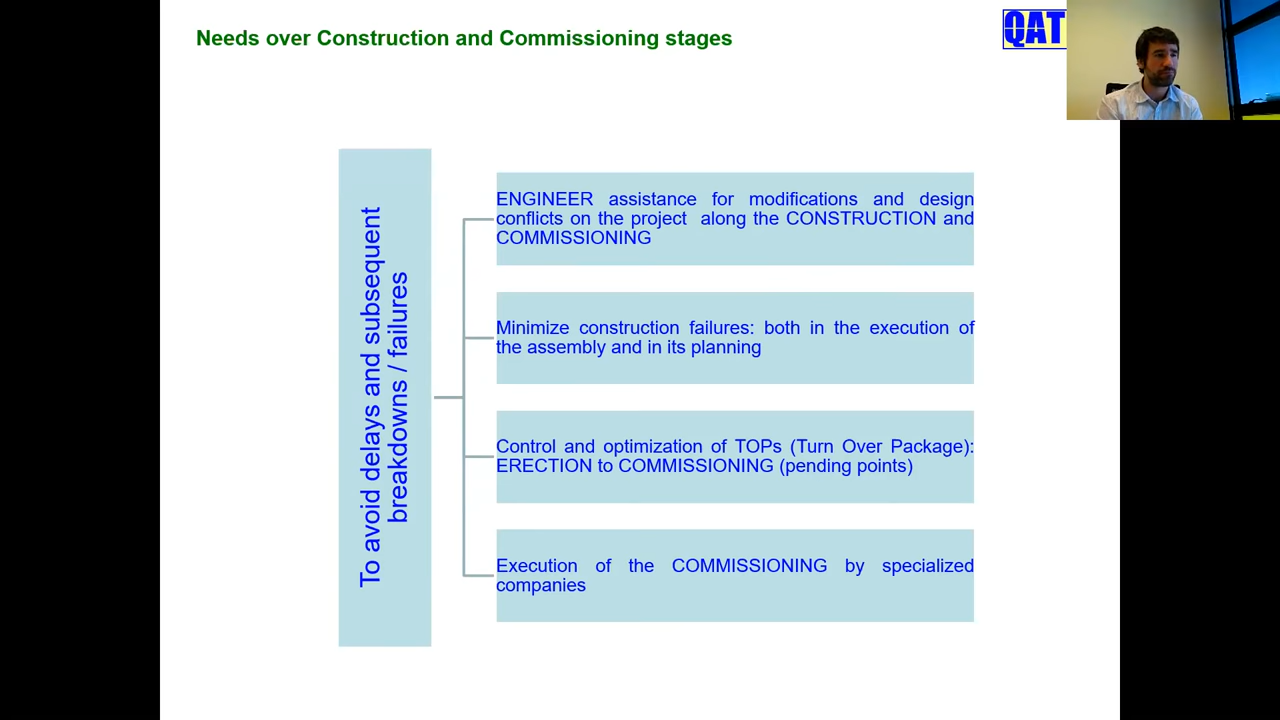 Needs over Construction and Commissioning stages
QAT
To avoid delays and subsequent
breakdowns / failures
ENGINEER assistance for modifications and design
conflicts on the project along the CONSTRUCTION and
COMMISSIONING
Minimize construction failures: both in the execution of
the assembly and in its planning
Control and optimization of TOPs (Turn Over Package):
ERECTION to COMMISSIONING (pending points)
Execution of the COMMISSIONING by specialized
companies